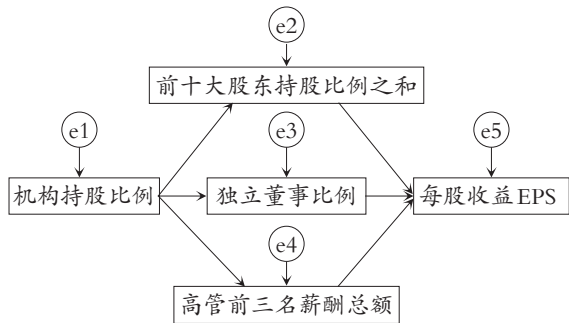 e2
前十大股东持股比例之和
e1
e3
e5
机构持股比例
独立董事比例
每股收益EPS
e4
高管前三名薪酬总额